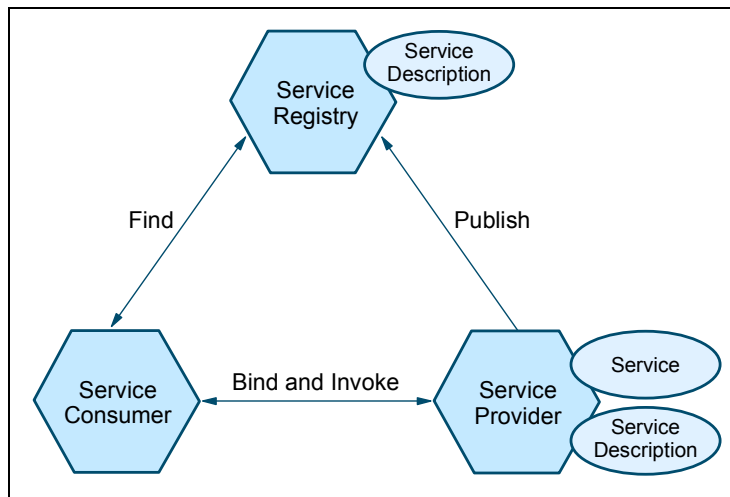 Service
Description
Service
Registry
Find
Publish
Service
Consumer
Bind and Invoke
Service
Provider
Service
Service
Description